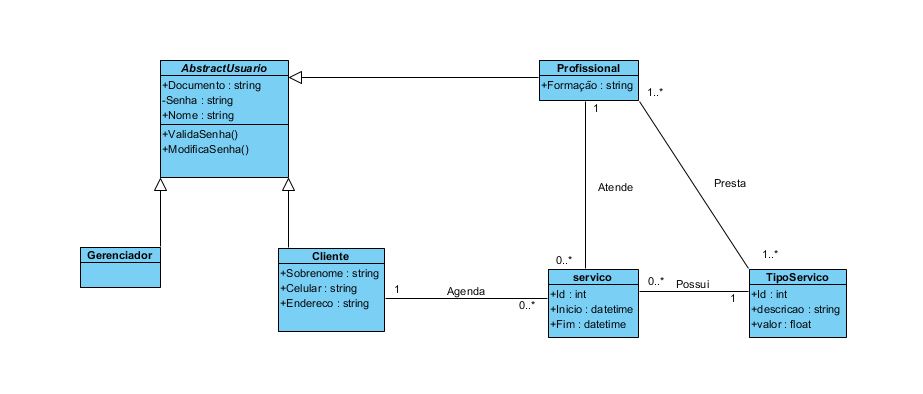 AbstractUsuario
+Documento : string
-Senha : string
+Nome : string
+ValidaSenha()
+ModificaSenha()
Profissional
+Formação : string
1..*
1
Atende
Presta
0..*
1..*
Gerenciador
Cliente
+Sobrenome : string
+Celular : string
+Endereco : string
1
Agenda
0..*
servico
+Id : int
+Inicio : datetime
+Fim : datetime
0..*
Possui
1
TipoServico
+Id : int
+descricao : string
+valor : float